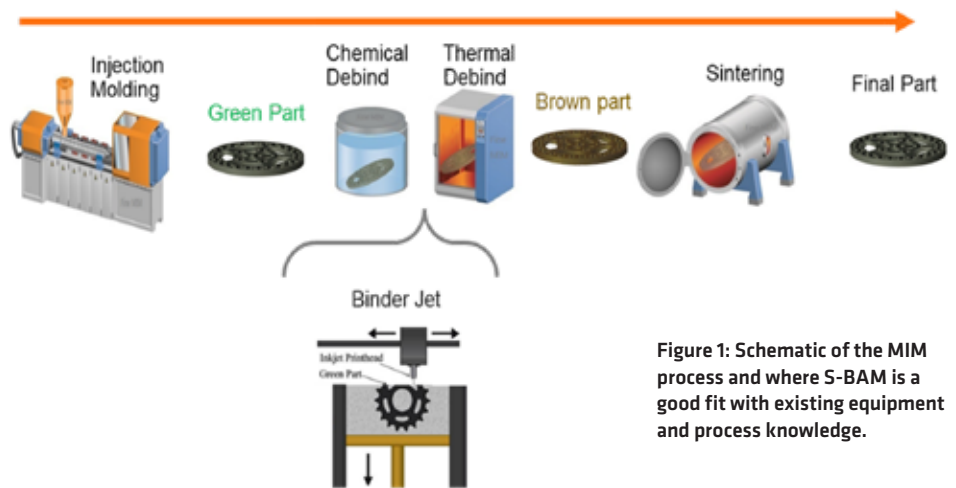 Injection
Molding
Green Part
Chemical
Debind
Thermal
Debind
Brown part
Sintering
Final Part
Binder Jet
Inkjet Printhead
Green Part
Figure 1: Schematic of the MIM
process and where S-BAM is a
good fit with existing equipment
and process knowledge.